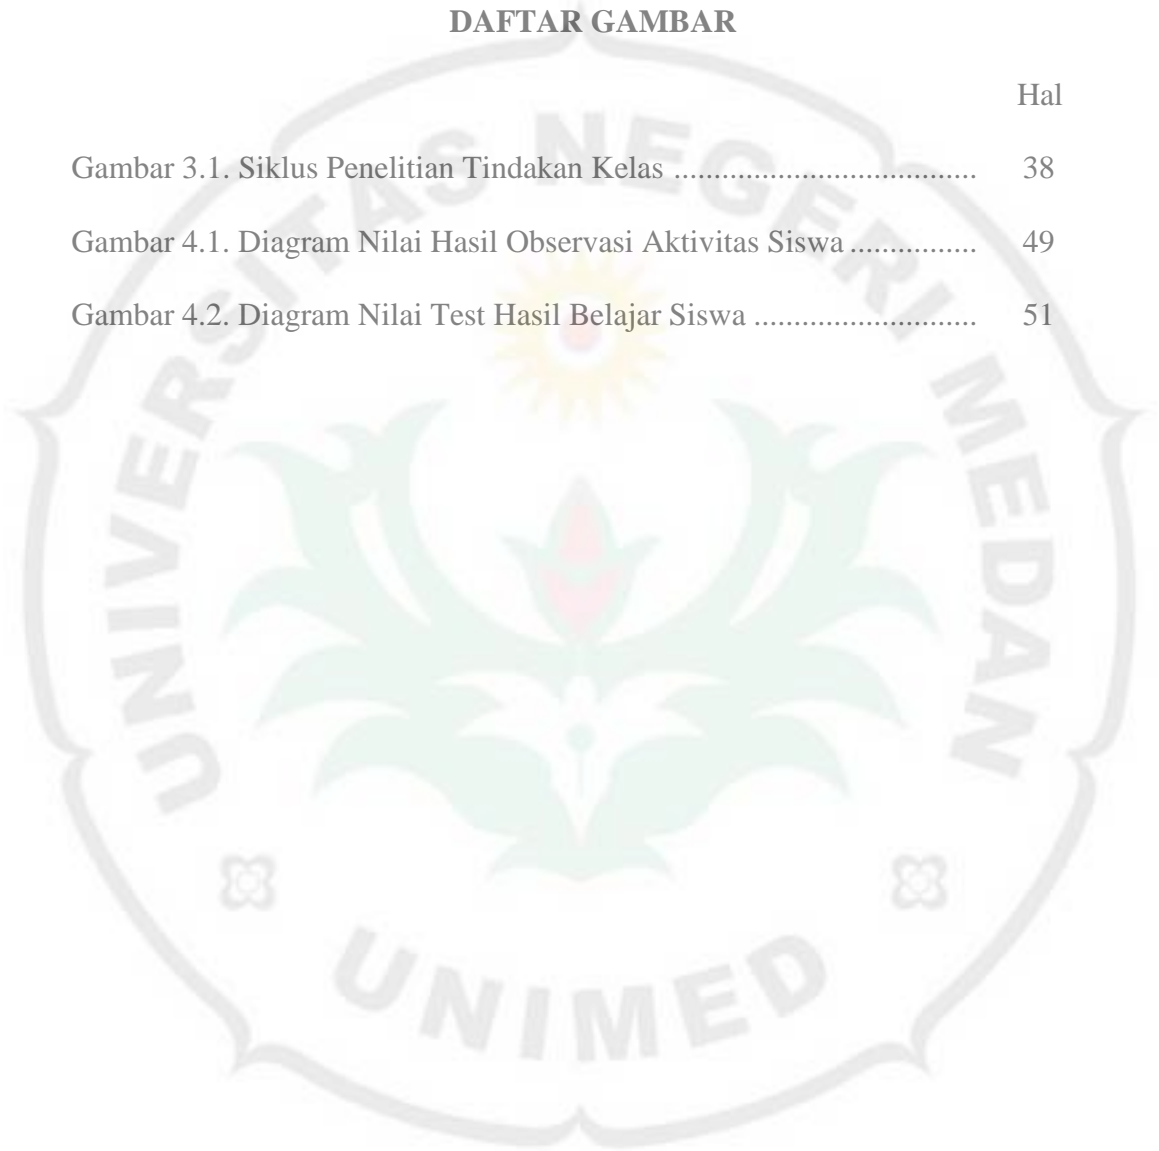 DAFTAR GAMBAR
Hal
Gambar 3.1. Siklus Penelitian Tindakan Kelas .................................... 38
Gambar 4.1. Diagram Nilai Hasil Observasi Aktivitas Siswa ................ 49
Gambar 4.2. Diagram Nilai Test Hasil Belajar Siswa ............................ 51
UNIVERSITAS NEGERI MEDAN
UNIMED